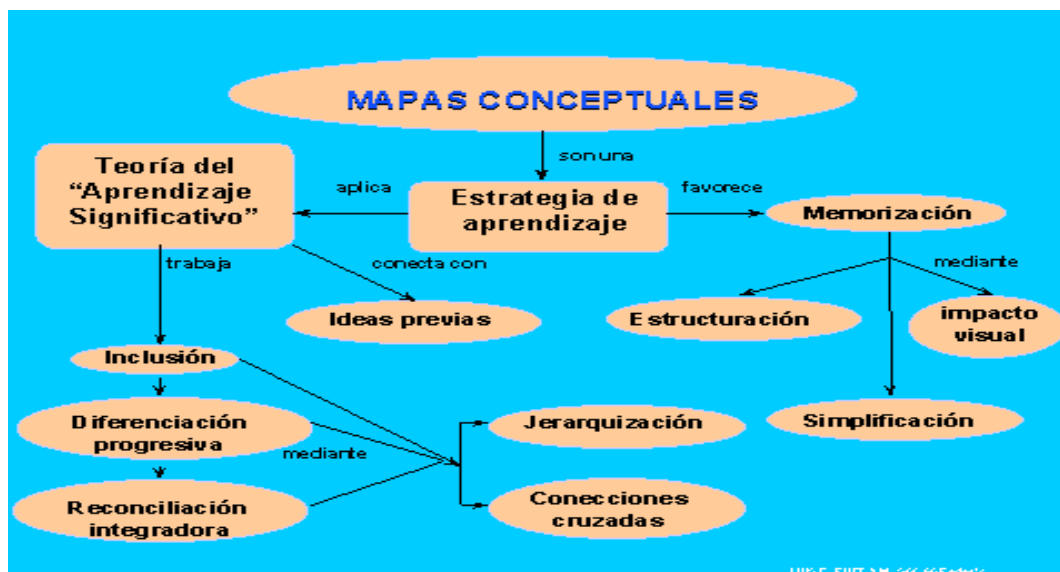 MAPAS CONCEPTUALES
son una
Teoría del
“Aprendizaje
Significativo”
aplica
Estrategia de
aprendizaje
favorece
Memorización
trabaja
conecta con
mediante
Ideas previas
Estructuración
impacto
visual
Inclusión
Diferenciación
progresiva
mediante
Jerarquización
Simplificación
Reconciliación
integradora
Conecciones
cruzadas